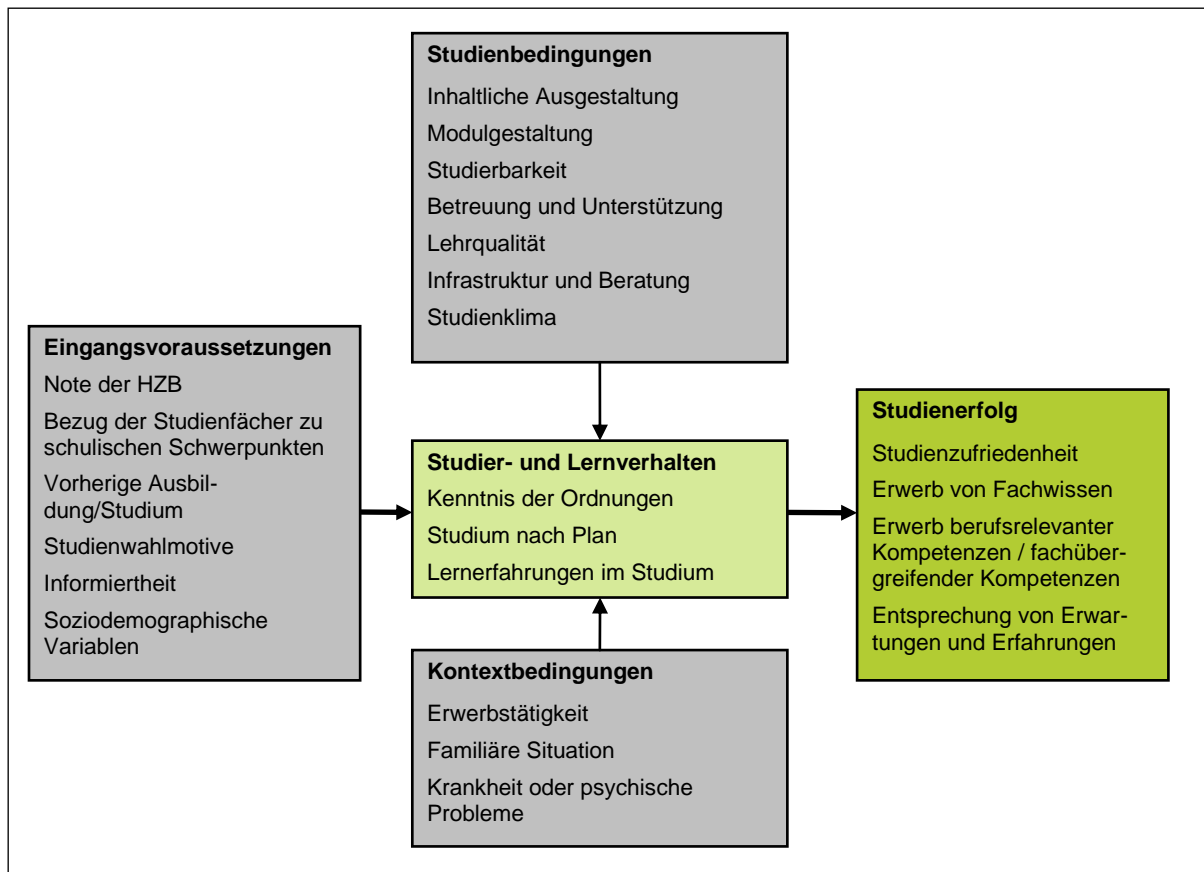 Studienbedingungen
Inhaltliche Ausgestaltung
Modulgestaltung
Studierbarkeit
Betreuung und Unterstützung
Lehrqualität
Infrastruktur und Beratung
Studienklima
Eingangsvoraussetzungen
Note der HZB
Bezug der Studienfächer zu
schulischen Schwerpunkten
Vorherige Ausbil-
dung/Studium
Studienwahlmotive
Informiertheit
Soziodemographische
Variablen
Studier- und Lernverhalten
Kenntnis der Ordnungen
Studium nach Plan
Lernerfahrungen im Studium
Kontextbedingungen
Erwerbstätigkeit
Familiäre Situation
Krankheit oder psychische
Probleme
Studienerfolg
Studienzufriedenheit
Erwerb von Fachwissen
Erwerb berufsrelevanter
Kompetenzen / fachüber-
greifender Kompetenzen
Entsprechung von Erwar-
tungen und Erfahrungen